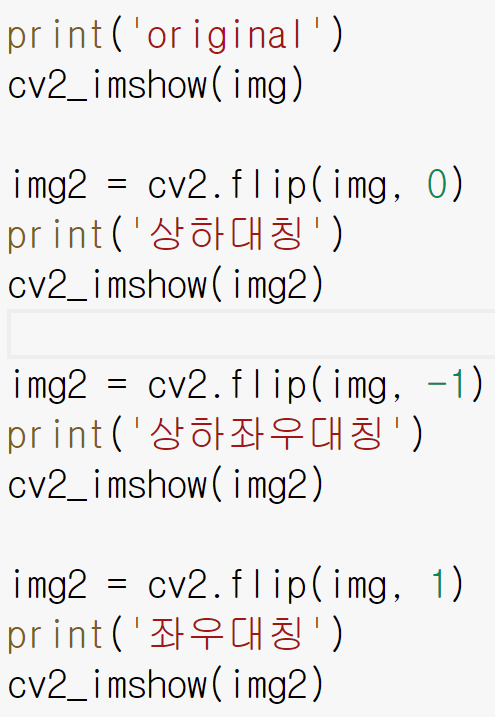 print('original')
cv2_imshow(img)
img2 = cv2.flip(img, 0)
print('상하대칭')
cv2_imshow(img2)
img2 = cv2.flip(img, -1)
print('상하좌우대칭')
cv2_imshow(img2)
img2 = cv2.flip(img, 1)
print('좌우대칭')
cv2_imshow(img2)